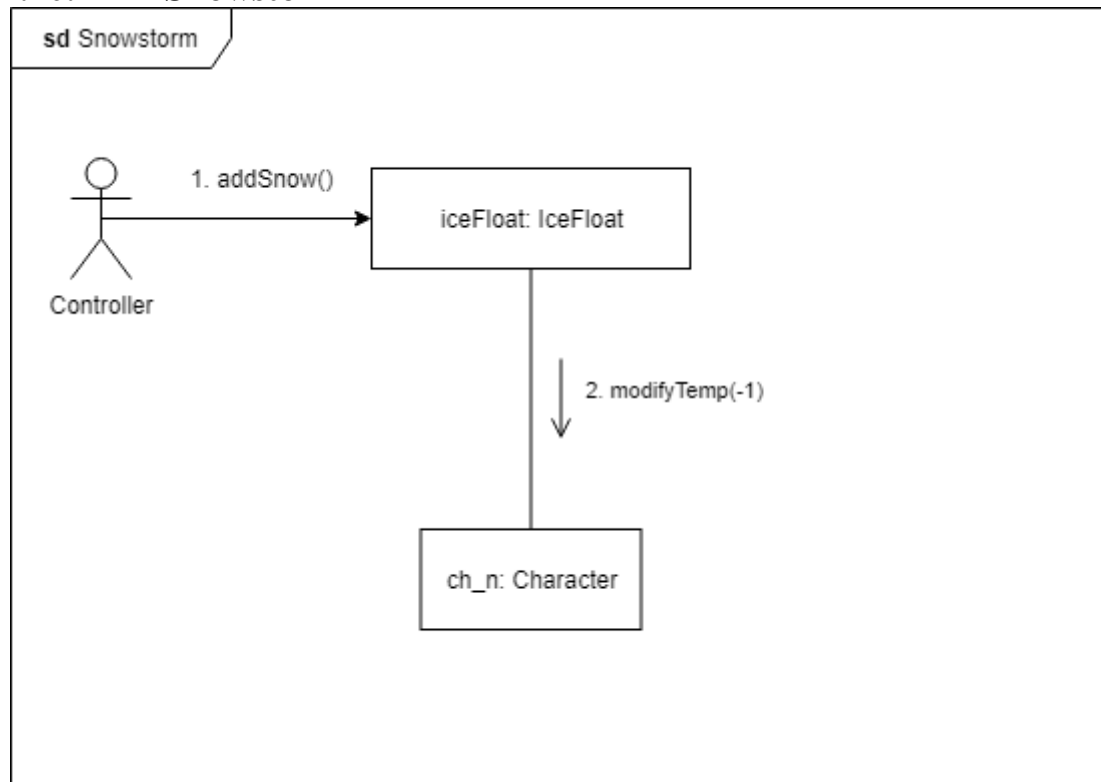 sd Snowstorm
1. addSnow()
iceFloat: IceFloat
Controller
2. modifyTemp(-1)
ch_n: Character